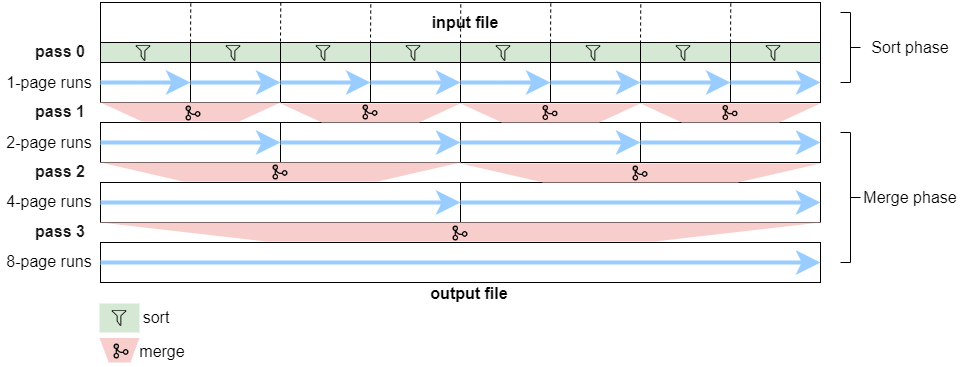 input file
pass 0
Sort phase
1-page runs
pass 1
2-page runs
pass 2
Merge phase
4-page runs
pass 3
8-page runs
output file
sort
merge